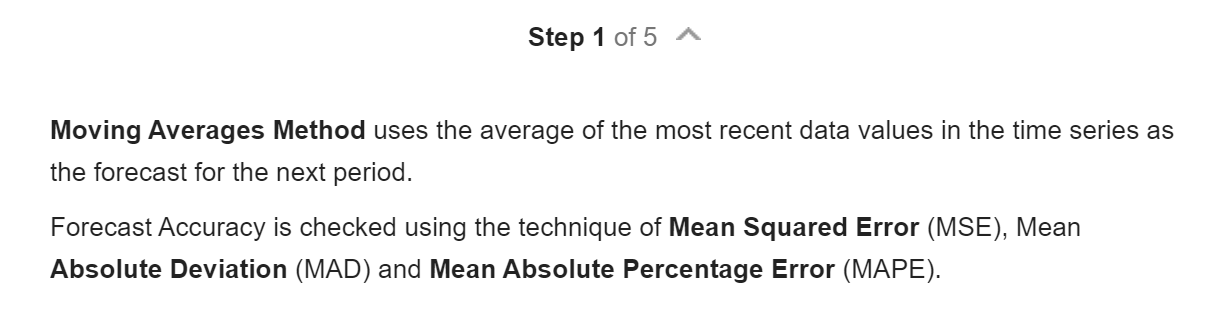 Step 1 of 5
Moving Averages Method uses the average of the most recent data values in the time series as
the forecast for the next period.
Forecast Accuracy is checked using the technique of Mean Squared Error (MSE), Mean
Absolute Deviation (MAD) and Mean Absolute Percentage Error (MAPE).